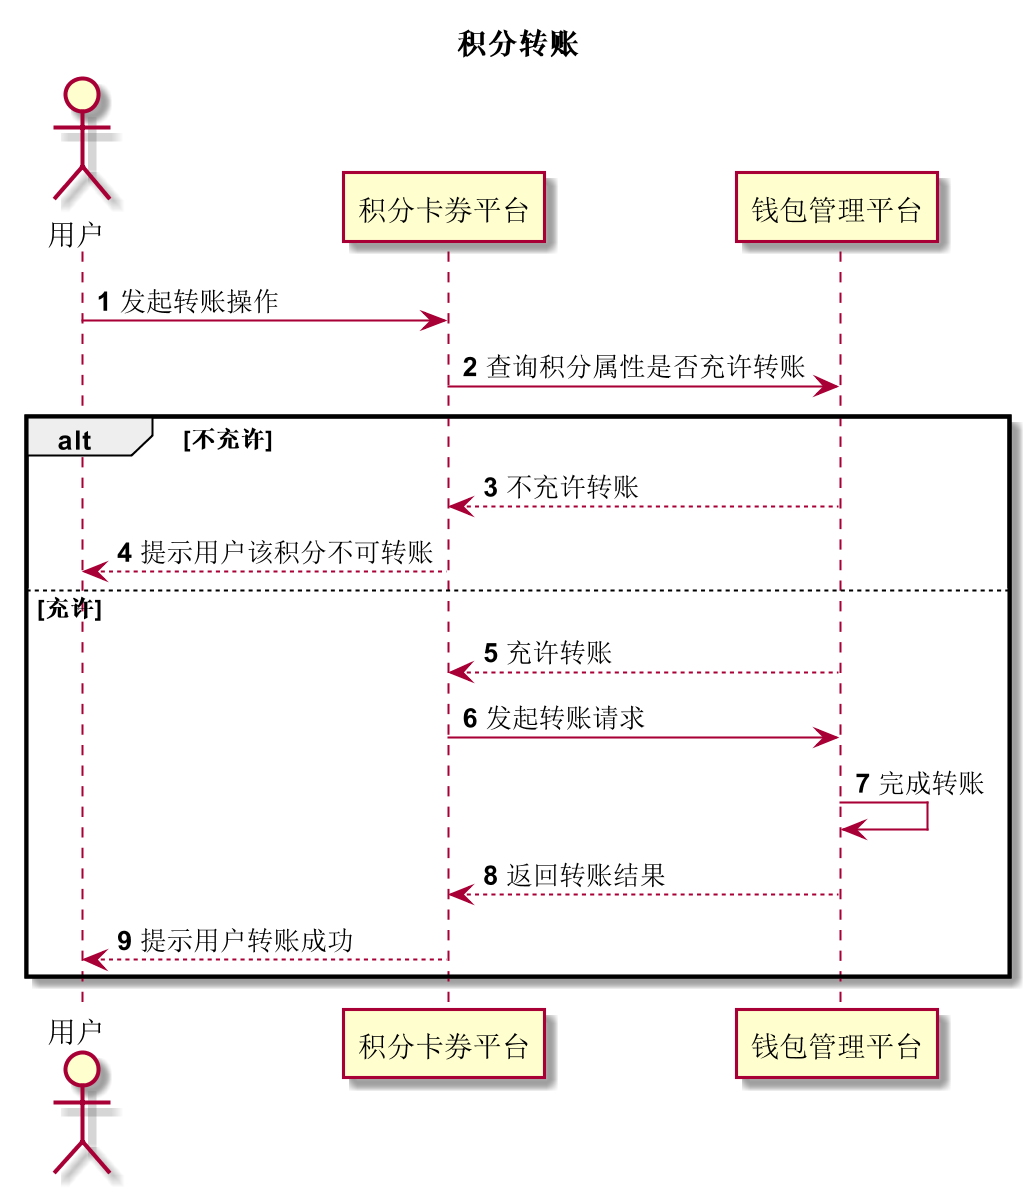 积分转账
用户
积分卡券平台
钱包管理平台
1 发起转账操作
2 查询积分属性是否充许转账
alt [不充许]
3 不充许转账
4 提示用户该积分不可转账
[充许]
5 充许转账
6 发起转账请求
7 完成转账
8 返回转账结果
9 提示用户转账成功
用户
积分卡券平台
钱包管理平台